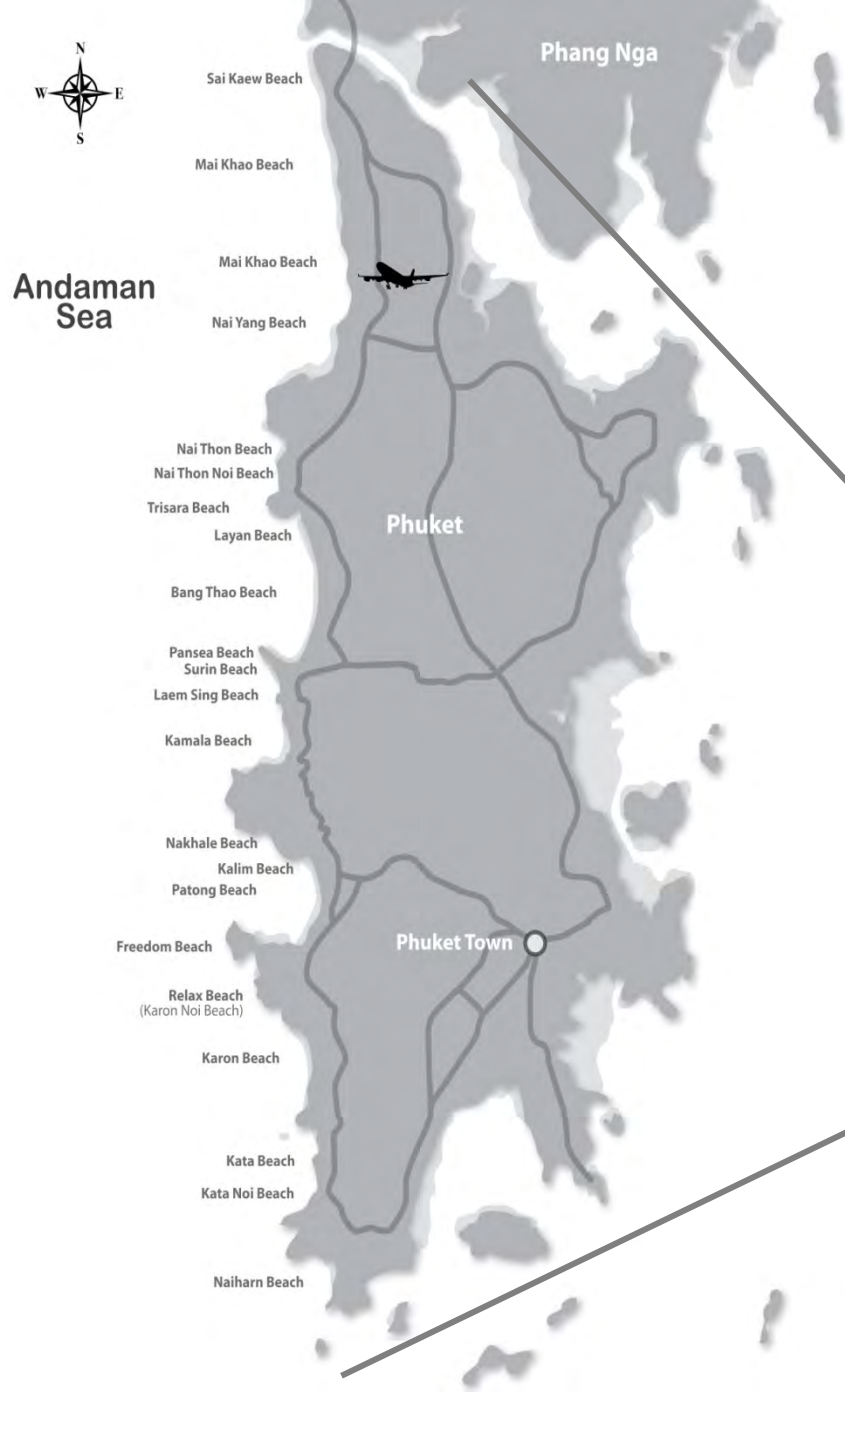 Phang Nga
N
W E
S
Sai Kaew Beach
Mai Khao Beach
Mai Khao Beach
Andaman
Sea
Nai Yang Beach
Nai Thon Beach
Nai Thon Noi Beach
Trisara Beach
Phuket
Layan Beach
Bang Thao Beach
Pansea Beach
Surin Beach
Laem Sing Beach
Kamala Beach
Nakhale Beach
Kalim Beach
Patong Beach
Phuket Town
Freedom Beach
Relax Beach
(Karon Noi Beach)
Karon Beach
Kata Beach
Kata Noi Beach
Naiharn Beach